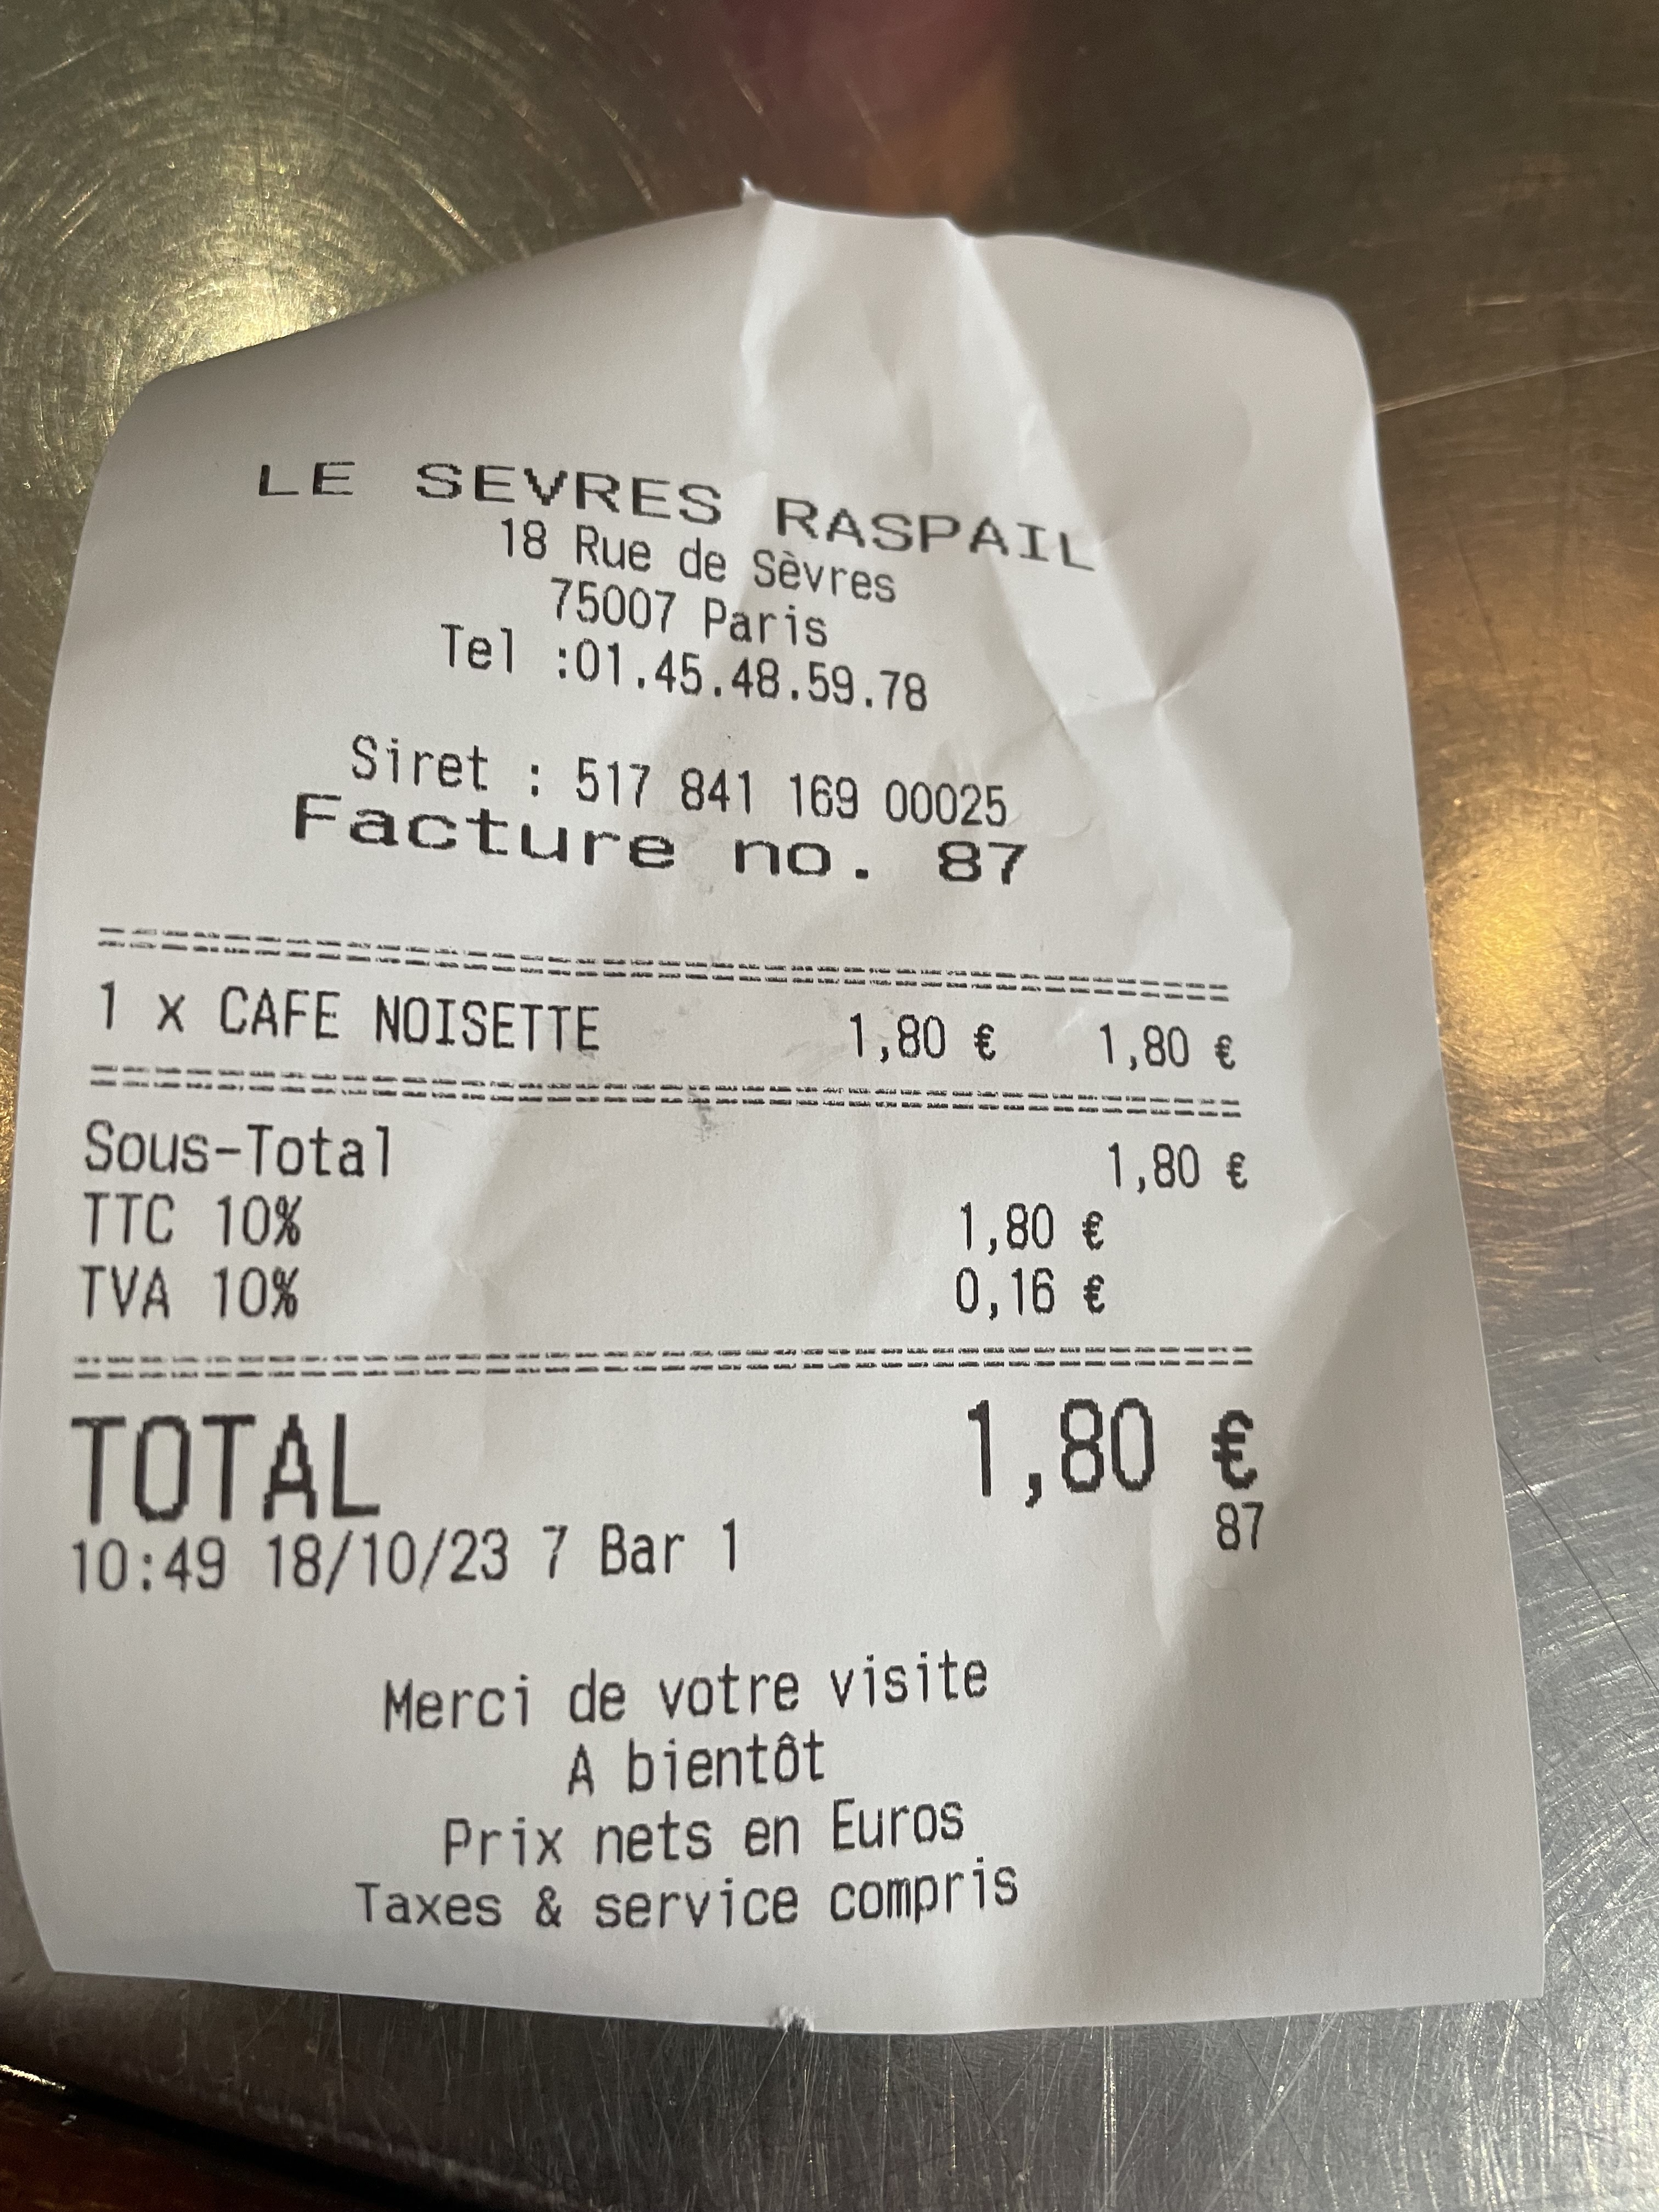 LE SEVRES RASPAIL
18 Rue de Sèvres
75007 Paris
Tel :01.45.48.59.78
Siret : 517 841 169 00025
Facture no. 87
1 x CAFE NOISETTE 1,80 € 1,80 €
Sous-Total 1,80 €
TTC 10% 1,80 €
TVA 10% 0,16 €
TOTAL 1,80 €
10:49 18/10/23 7 Bar 1 87
Merci de votre visite
A bientôt
Prix nets en Euros
Taxes & service compris